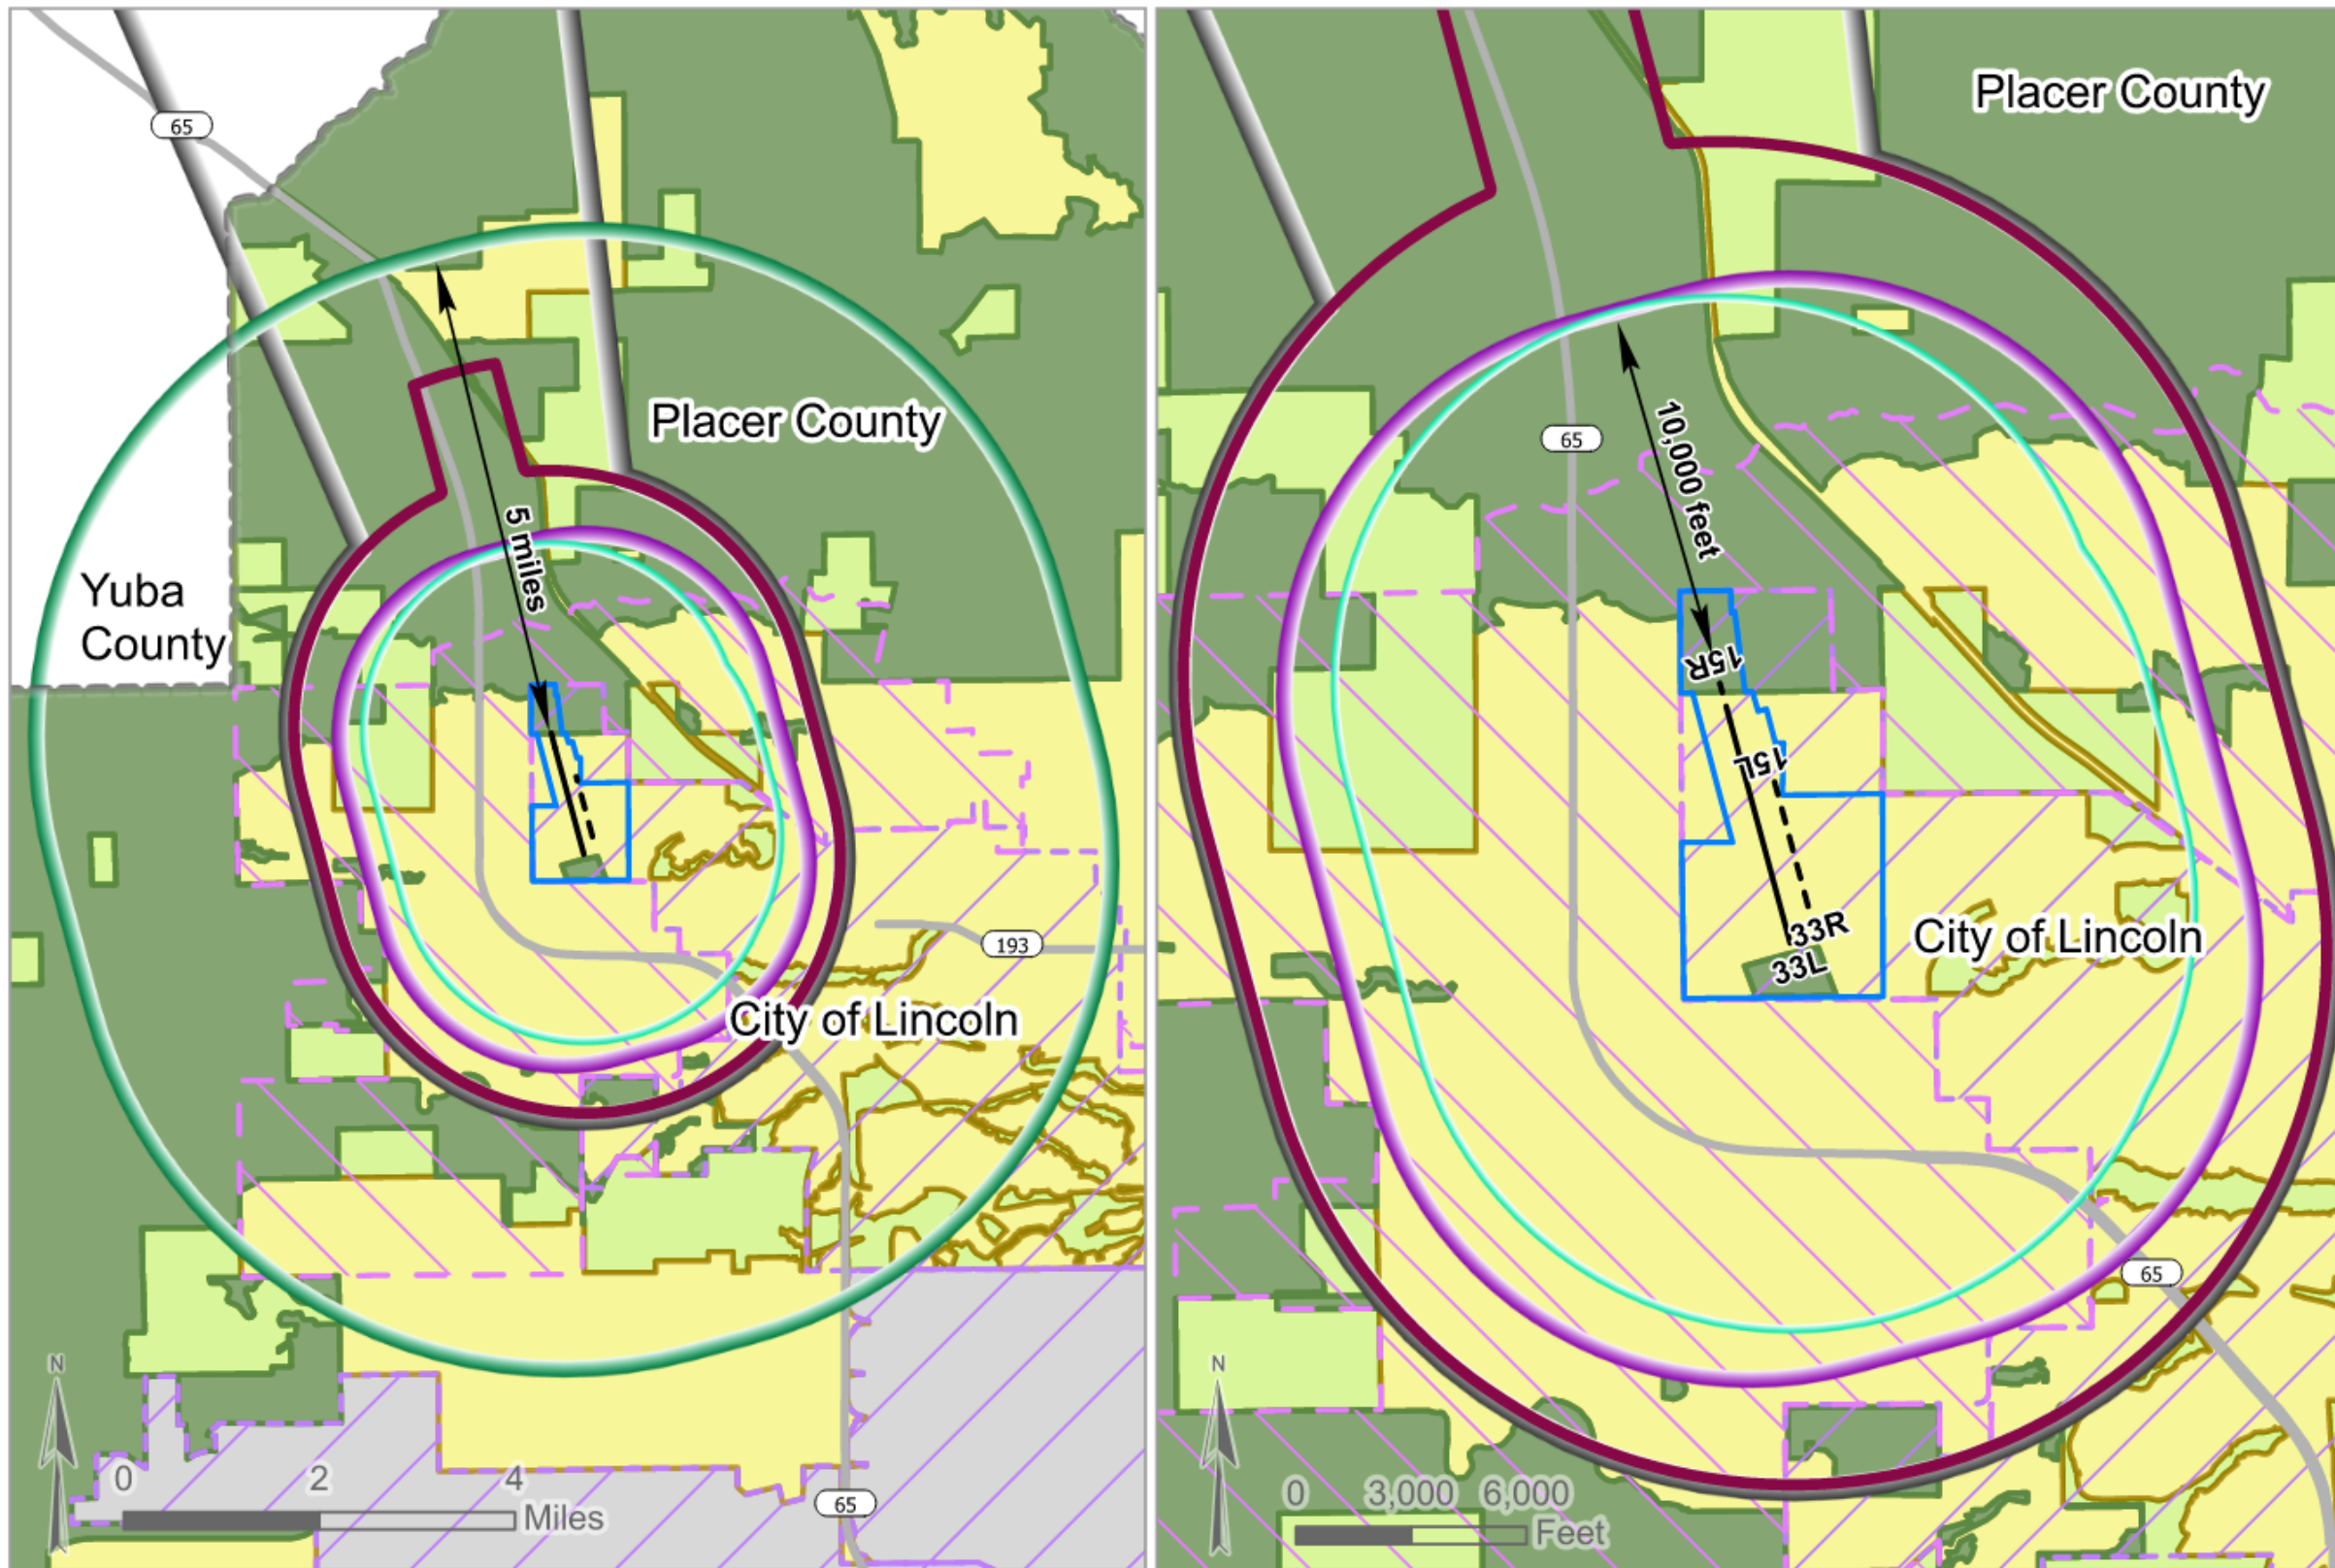 65
Placer County
5 miles
Yuba
County
193
City of Lincoln
N
0 2 4
Miles
65
Placer County
65
10,000 feet
15R
15L
33R
City of Lincoln
33L
65
N
0 3,000 6,000
Feet